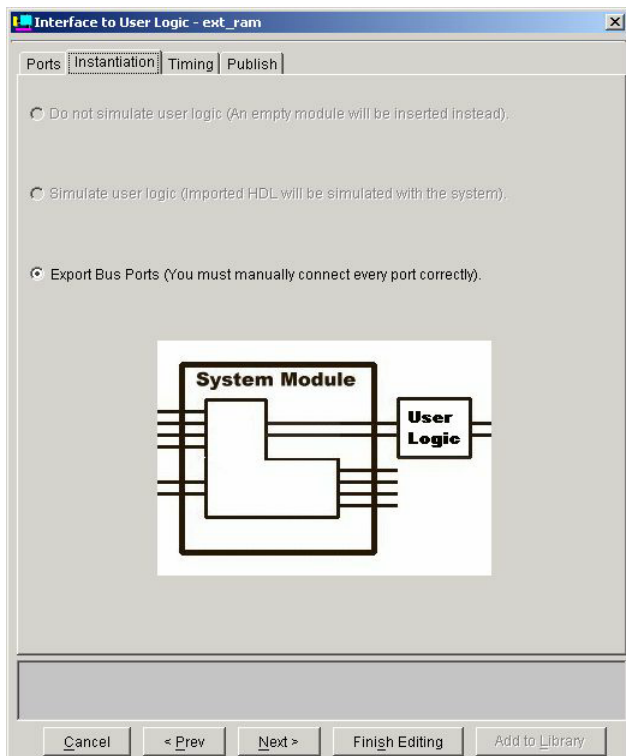 Interface to User Logic - ext_ram
Ports Instantiation Timing Publish
Do not simulate user logic (An empty module will be inserted instead).
Simulate user logic (Imported HDL will be simulated with the system).
Export Bus Ports (You must manually connect every port correctly).
System Module
User
Logic
Cancel < Prev Next > Finish Editing Add to Library